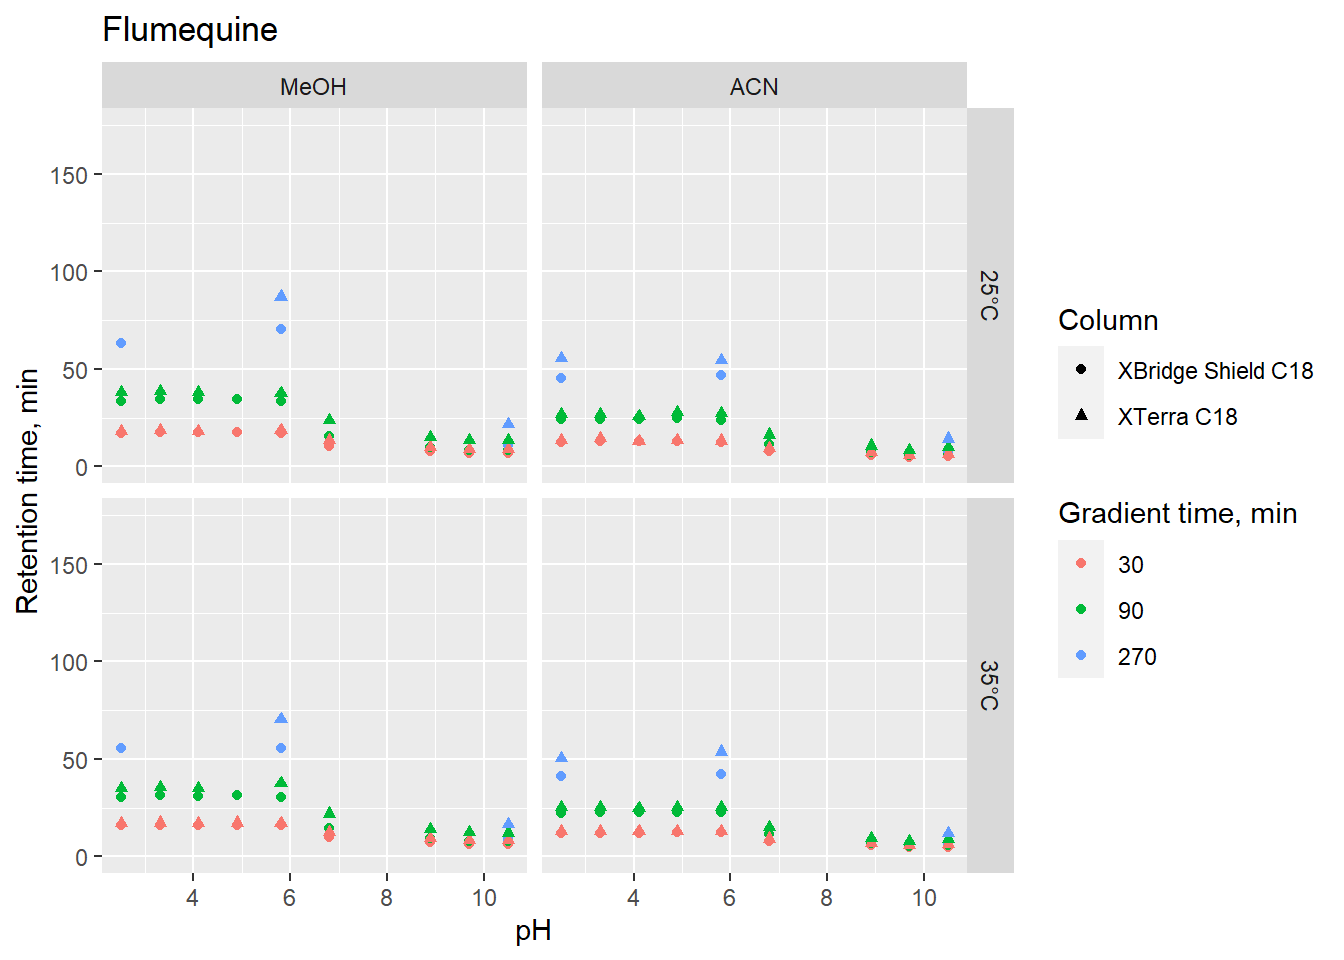 Flumequine
MeOH
ACN
150
100
50
0
25°C
150
100
50
0
35°C
4
6
8
10
4
6
8
10
pH
Retention time, min
Column
XBridge Shield C18
XTerra C18
Gradient time, min
30
90
270